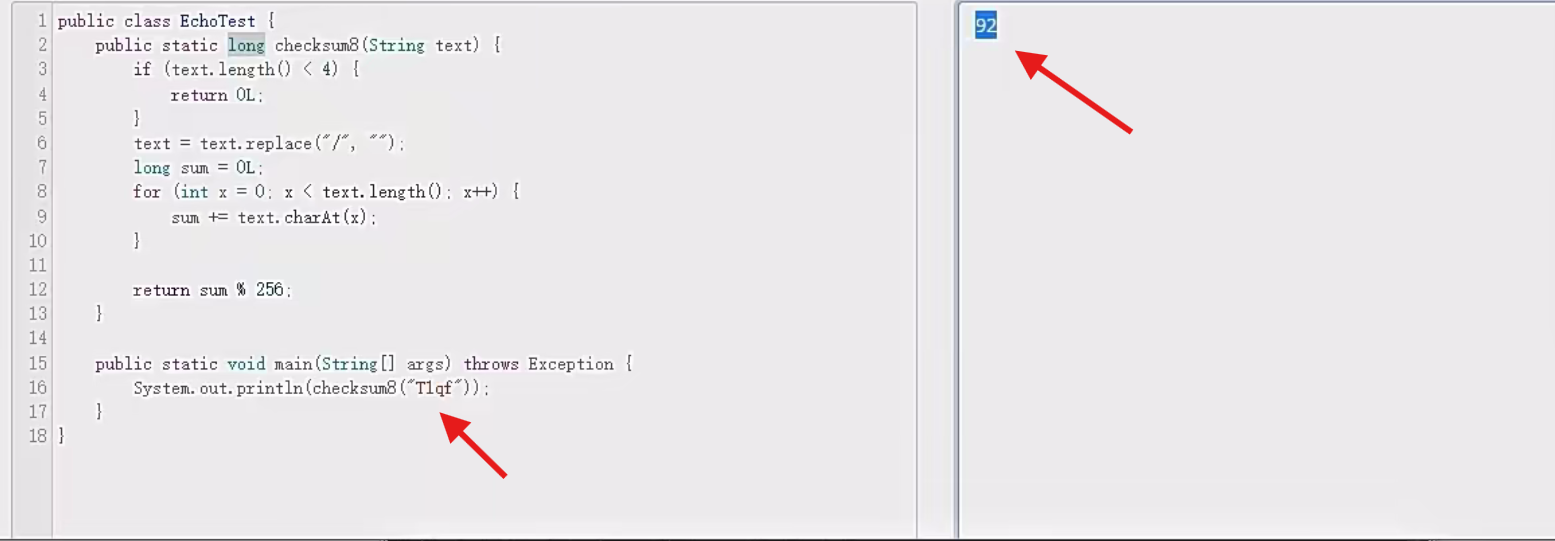 1 public class EchoTest {
2     public static long checksum8(String text) {
3         if (text.length() < 4) {
4             return 0L;
5         }
6         text = text.replace("/", "");
7         long sum = 0L;
8         for (int x = 0; x < text.length(); x++) {
9             sum += text.charAt(x);
10         }
11
12         return sum % 256;
13     }
14
15     public static void main(String[] args) throws Exception {
16         System.out.println(checksum8("T1qf"));
17     }
18 }
92